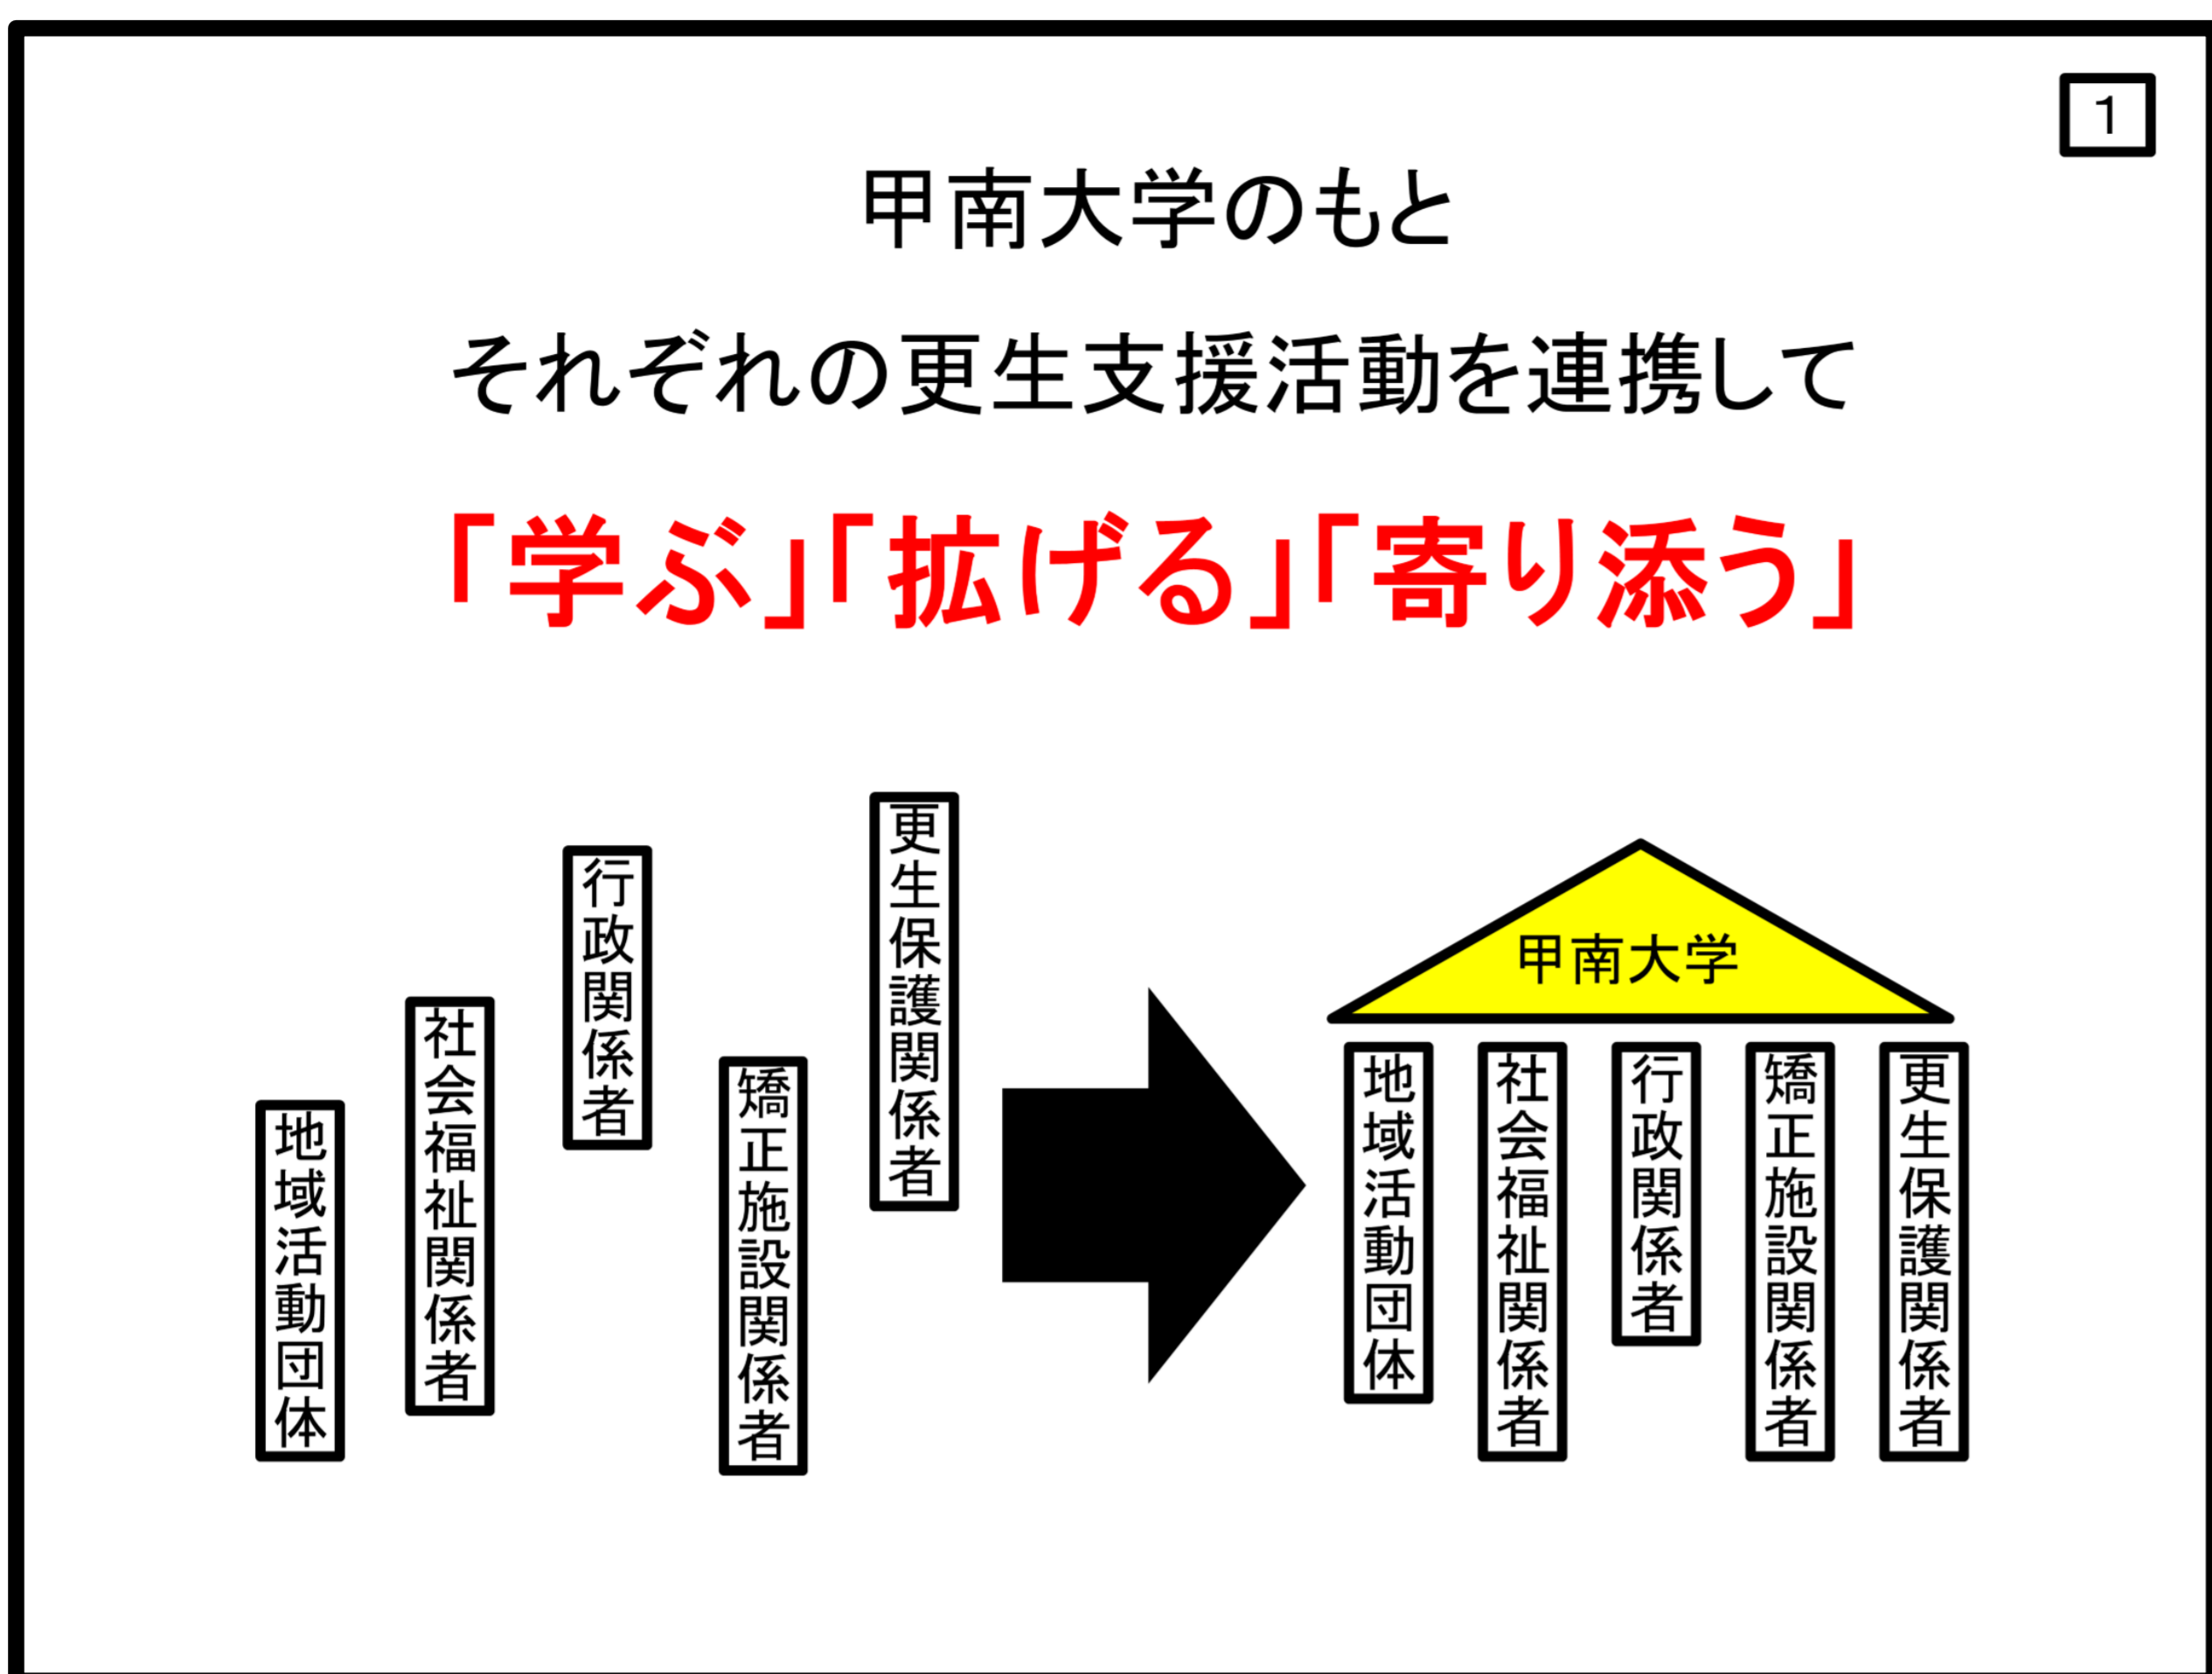 1
甲南大学のもと
それぞれの更生支援活動を連携して
「学ぶ」「拡げる」「寄り添う」
地域活動団体
社会福祉関係者
行政関係者
矯正施設関係者
更生保護関係者
甲南大学
地域活動団体
社会福祉関係者
行政関係者
矯正施設関係者
更生保護関係者